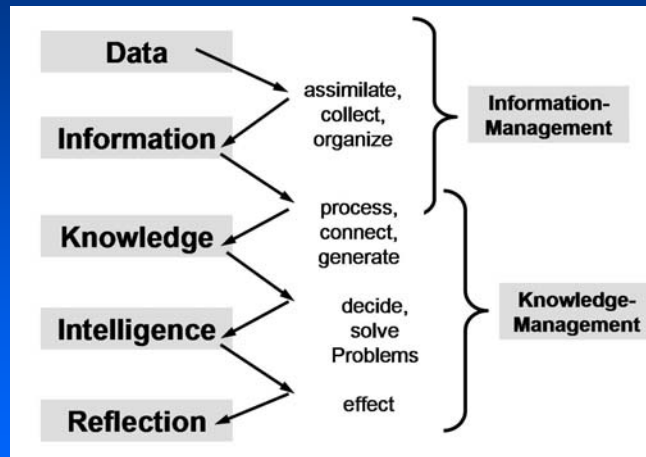 Data
assimilate,
collect,
organize
Information-
Management
Information
process,
connect,
generate
Knowledge
decide,
solve
Problems
Knowledge-
Management
Intelligence
effect
Reflection